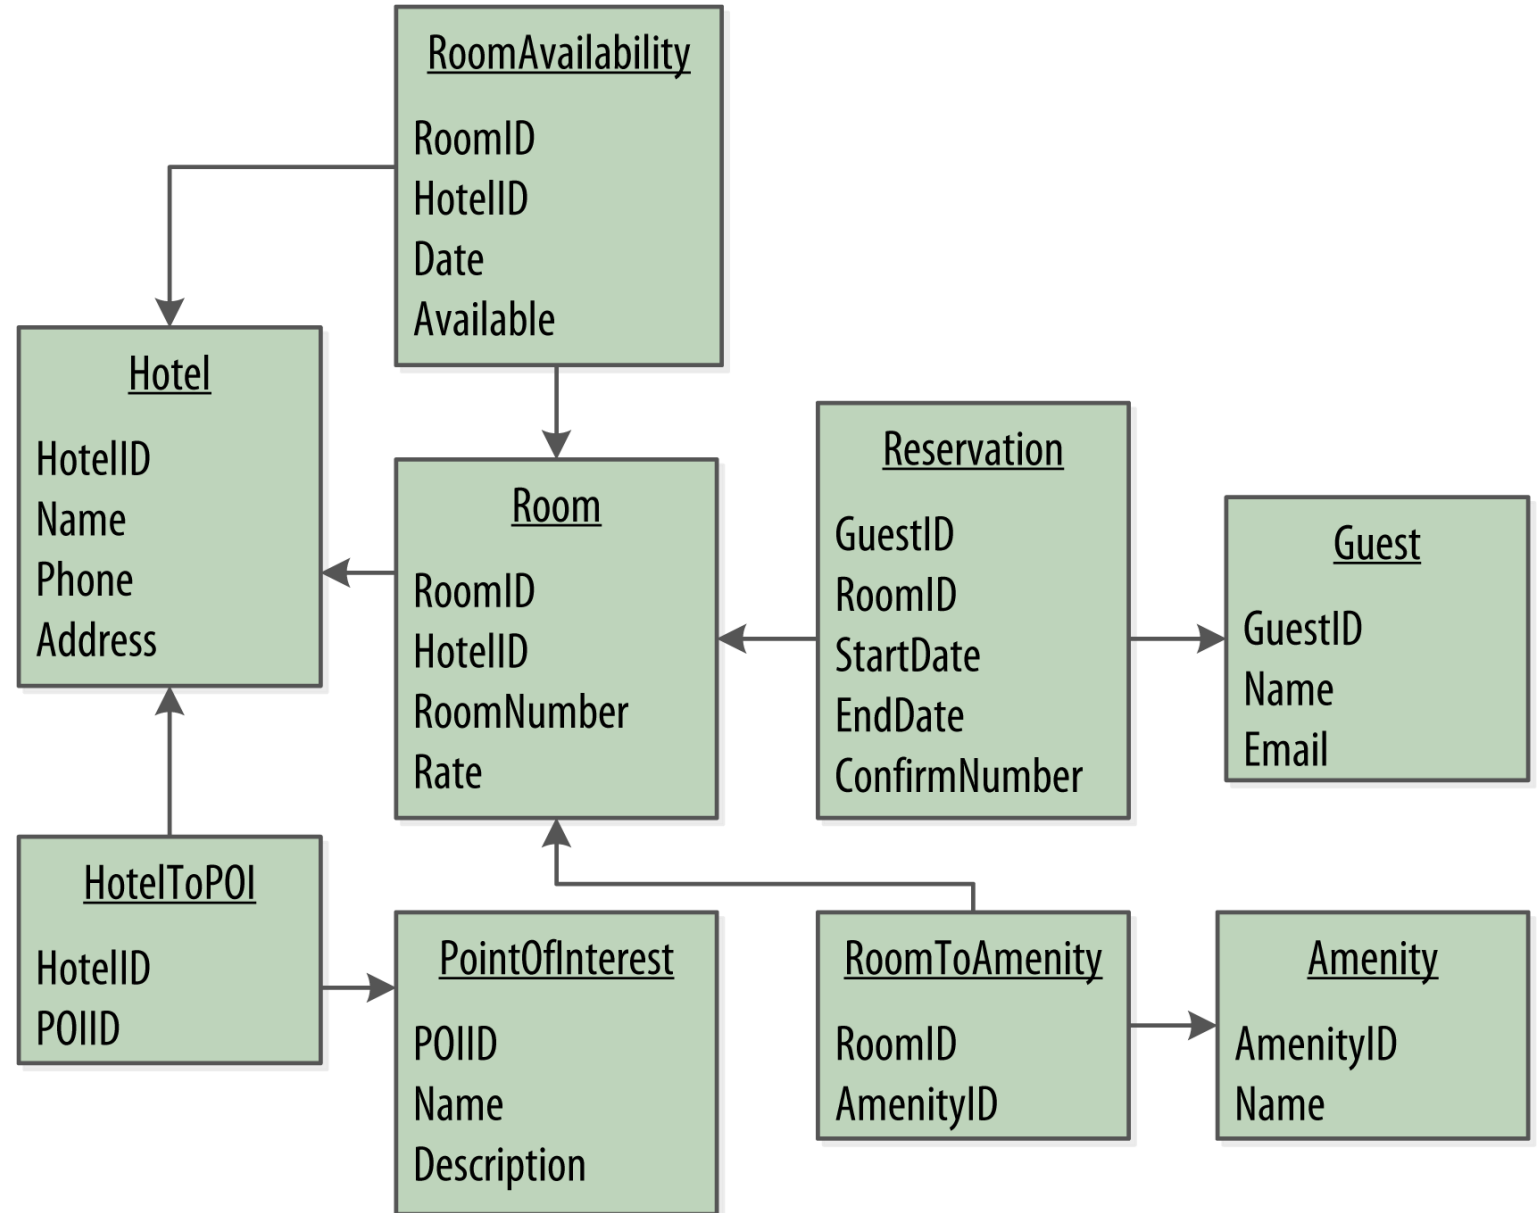 RoomAvailability
RoomID
HotelID
Date
Available
Hotel
HotelID
Name
Phone
Address
Room
RoomID
HotelID
RoomNumber
Rate
Reservation
GuestID
RoomID
StartDate
EndDate
ConfirmNumber
Guest
GuestID
Name
Email
HotelToPOI
HotelID
POIID
PointOfInterest
POIID
Name
Description
RoomToAmenity
RoomID
AmenityID
Amenity
AmenityID
Name